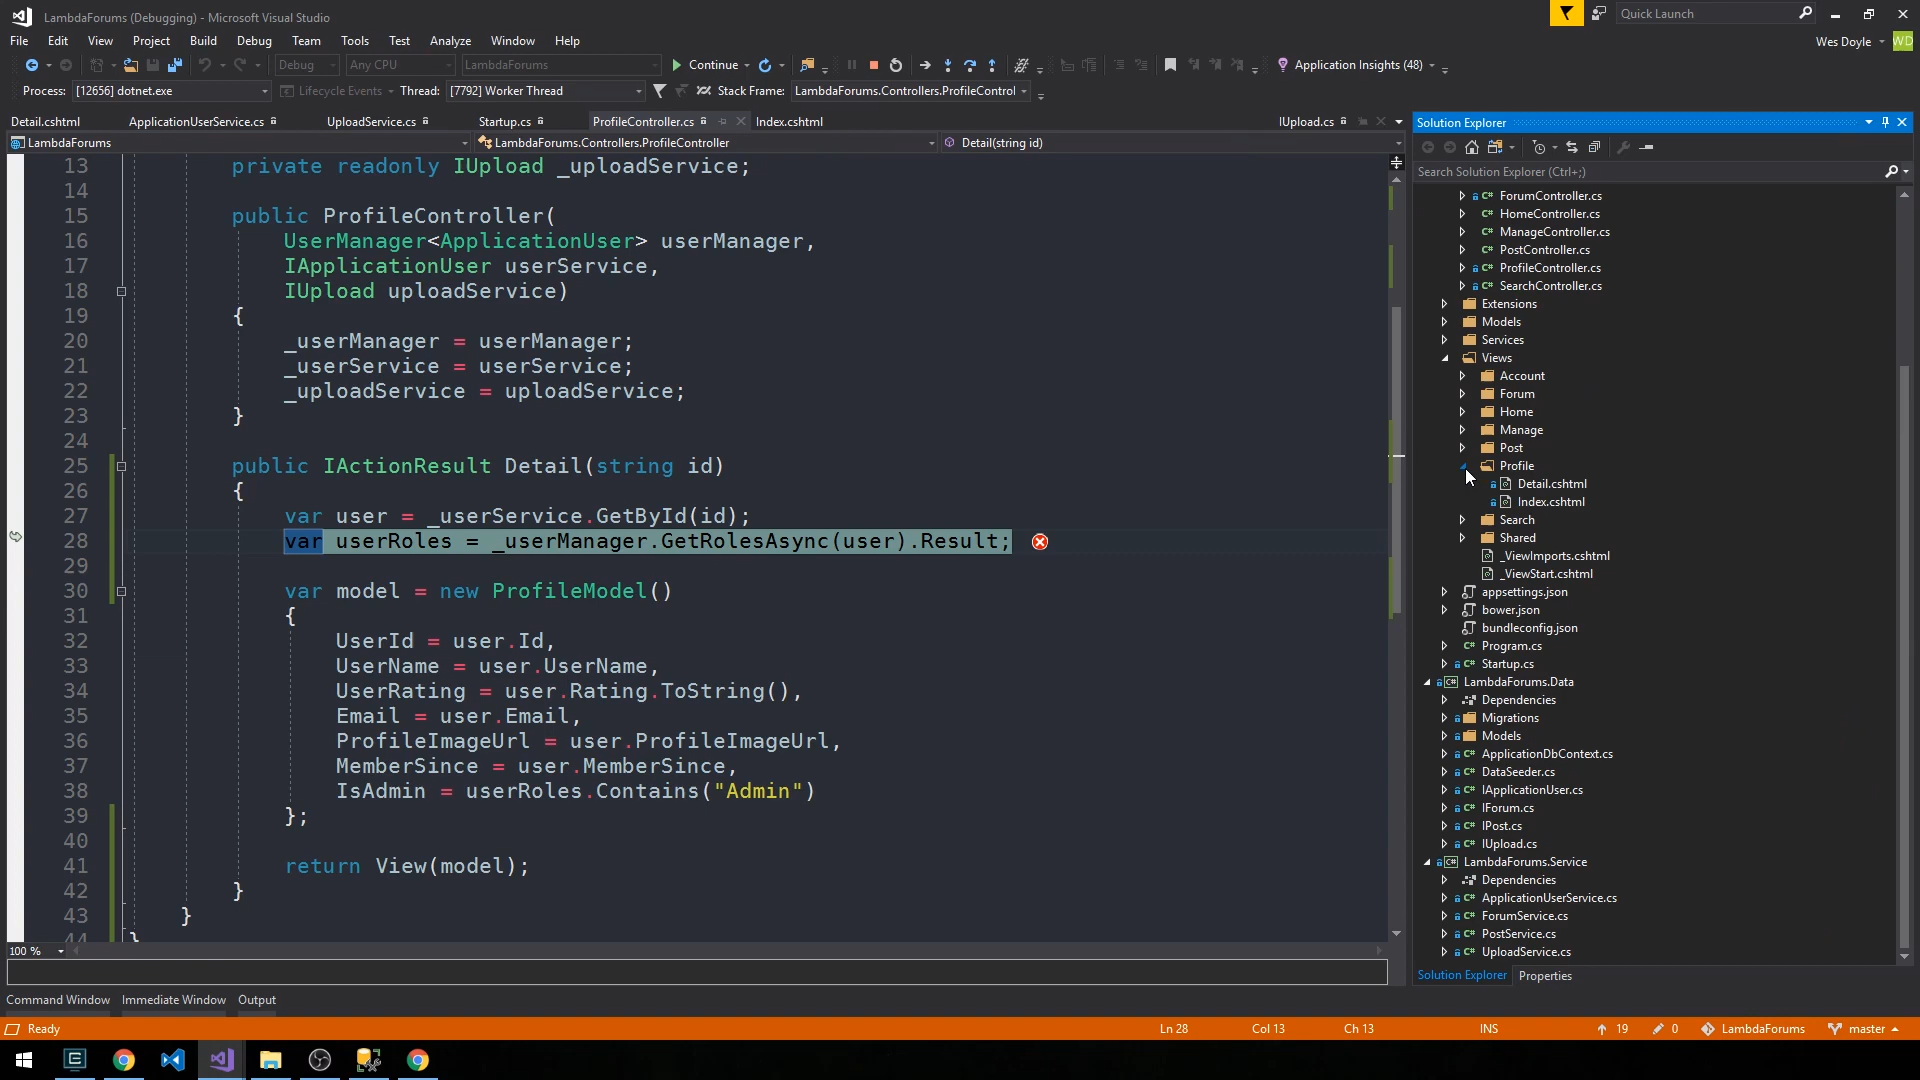 LambdaForums (Debugging) - Microsoft Visual Studio
Quick Launch
File Edit View Project Build Debug Team Tools Test Analyze Window Help
Wes Doyle WD
Debug Any CPU LambdaForums Continue Application Insights (48)
Process: [12656] dotnet.exe Lifecycle Events Thread: [7792] Worker Thread Stack Frame: LambdaForums.Controllers.ProfileControl
Detail.cshtml ApplicationUserService.cs UploadService.cs Startup.cs ProfileController.cs Index.cshtml IUpload.cs
LambdaForums LambdaForums.Controllers.ProfileController Detail(string id)
13 private readonly IUpload _uploadService;
14
15 public ProfileController(
16 UserManager<ApplicationUser> userManager,
17 IApplicationUser userService,
18 IUpload uploadService)
19 {
20 _userManager = userManager;
21 _userService = userService;
22 _uploadService = uploadService;
23 }
24
25 public IActionResult Detail(string id)
26 {
27 var user = _userService.GetById(id);
28 var userRoles = _userManager.GetRolesAsync(user).Result;
29
30 var model = new ProfileModel()
31 {
32 UserId = user.Id,
33 UserName = user.UserName,
34 UserRating = user.Rating.ToString(),
35 Email = user.Email,
36 ProfileImageUrl = user.ProfileImageUrl,
37 MemberSince = user.MemberSince,
38 IsAdmin = userRoles.Contains("Admin")
39 };
40
41 return View(model);
42 }
43 }
44 }
100 %
Command Window Immediate Window Output
Solution Explorer
Search Solution Explorer (Ctrl+;)
C# ForumController.cs
C# HomeController.cs
C# ManageController.cs
C# PostController.cs
C# ProfileController.cs
C# SearchController.cs
Extensions
Models
Services
Views
Account
Forum
Home
Manage
Post
Profile
Detail.cshtml
Index.cshtml
Search
Shared
_ViewImports.cshtml
_ViewStart.cshtml
appsettings.json
bower.json
bundleconfig.json
C# Program.cs
C# Startup.cs
C# LambdaForums.Data
Dependencies
Migrations
Models
C# ApplicationDbContext.cs
C# DataSeeder.cs
C# IApplicationUser.cs
C# IForum.cs
C# IPost.cs
C# IUpload.cs
C# LambdaForums.Service
Dependencies
C# ApplicationUserService.cs
C# ForumService.cs
C# PostService.cs
C# UploadService.cs
Solution Explorer Properties
Ready Ln 28 Col 13 Ch 13 INS 19 0 LambdaForums master